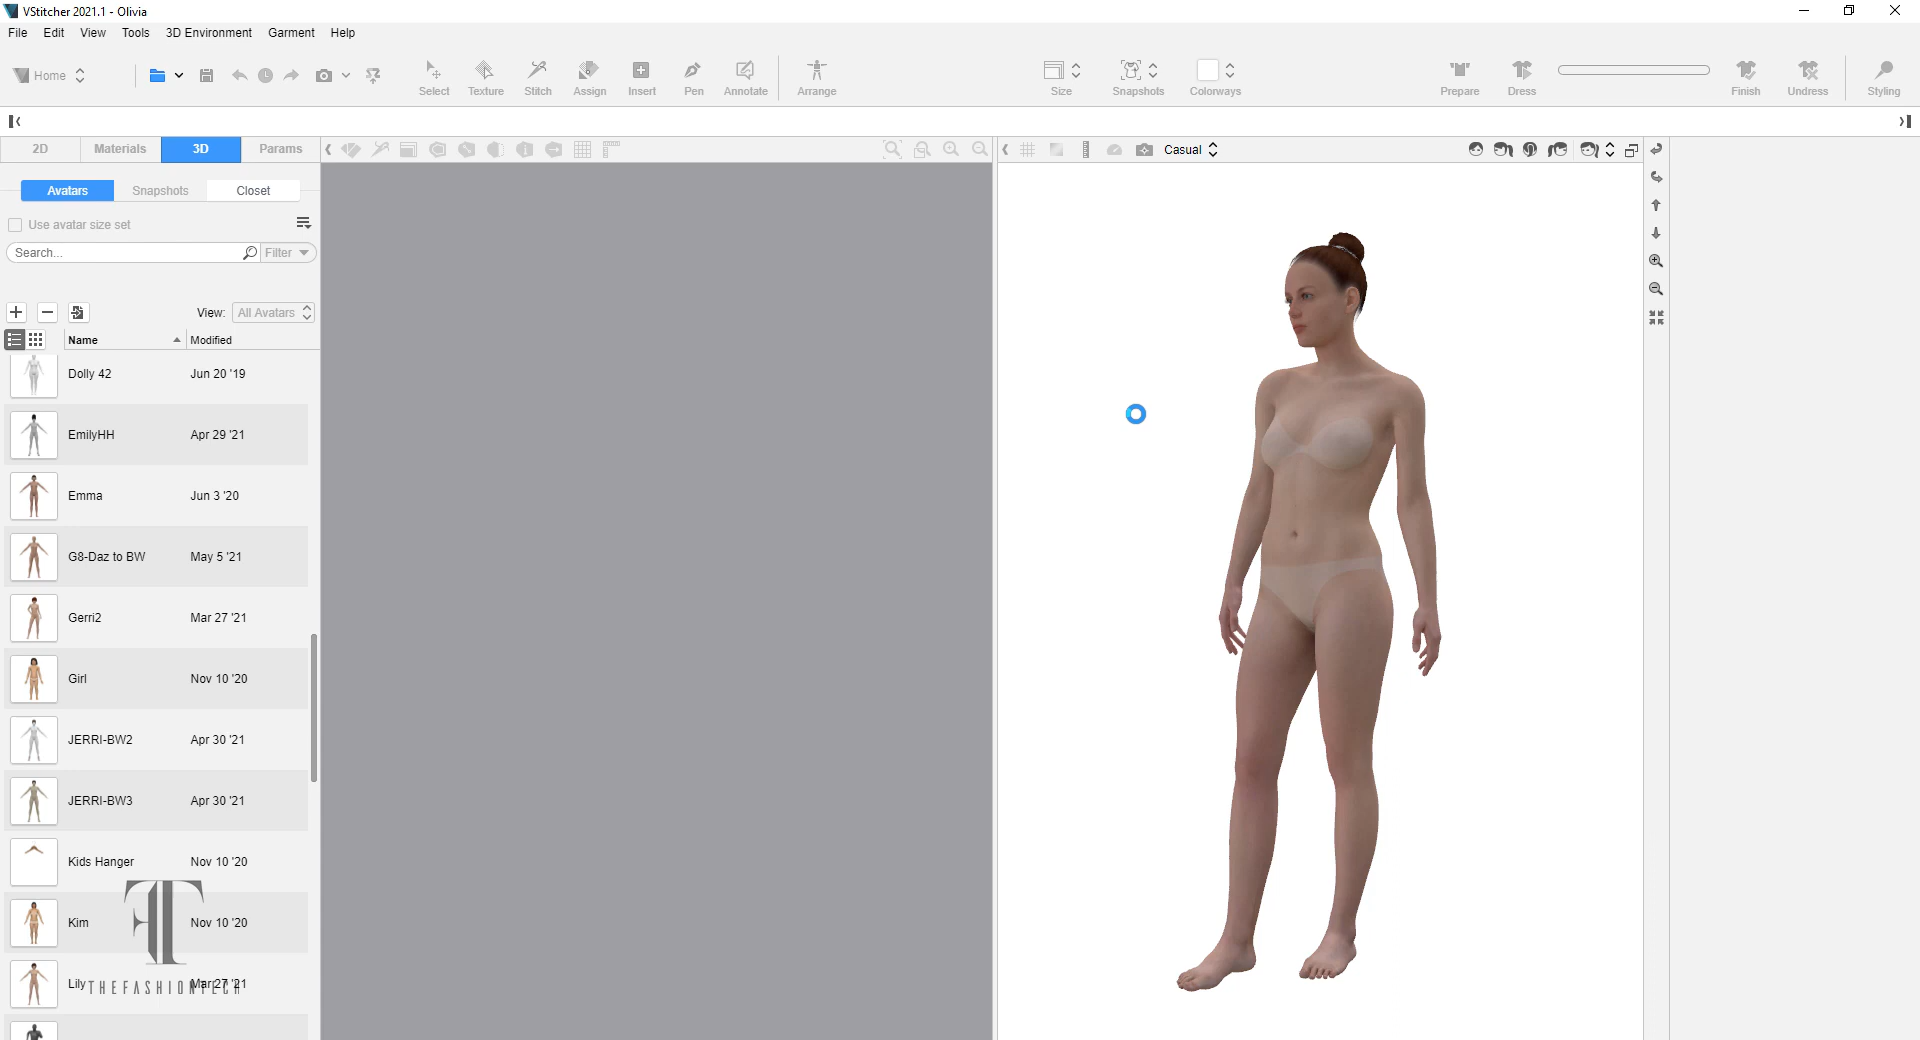 VStitcher 2021.1 - Olivia
File Edit View Tools 3D Environment Garment Help
Home
Select Texture Stitch Assign Insert Pen Annotate Arrange Size Snapshots Colorways Prepare Dress Finish Undress Styling
2D Materials 3D Params Casual
Avatars Snapshots Closet
Use avatar size set
Search... Filter
View: All Avatars
Name Modified
Dolly 42 Jun 20 '19
EmilyHH Apr 29 '21
Emma Jun 3 '20
G8-Daz to BW May 5 '21
Gerri2 Mar 27 '21
Girl Nov 10 '20
JERRI-BW2 Apr 30 '21
JERRI-BW3 Apr 30 '21
Kids Hanger Nov 10 '20
Kim Nov 10 '20
Lily Mar 27 '21
THEFASHIONTECH